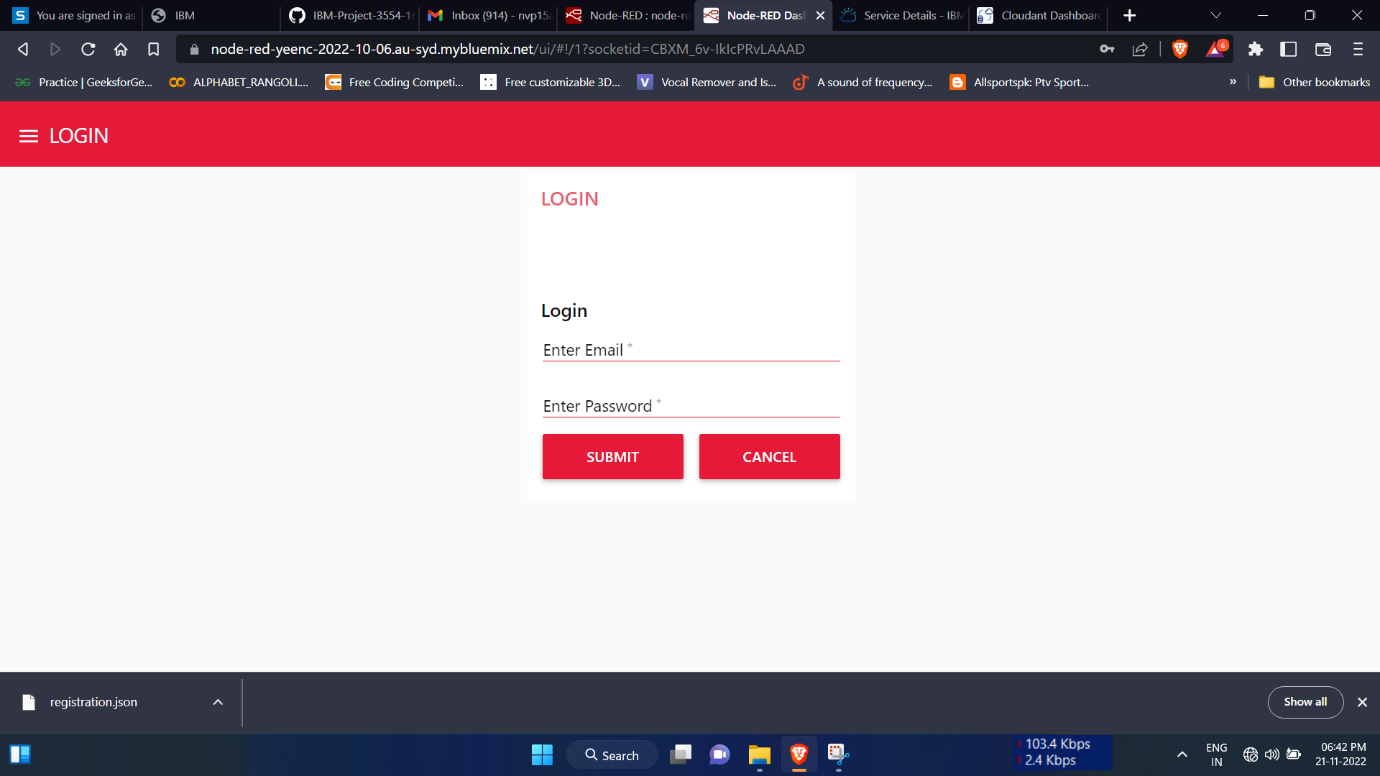 You are signed in as
IBM
IBM-Project-3554-1
Inbox (914) - nvp15
Node-RED : node-re
Node-RED Das
Service Details - IBM
Cloudant Dashboard
node-red-yeenc-2022-10-06.au-syd.mybluemix.net/ui/#!/1?socketid=CBXM_6v-IkIcPRvLAAAD
6
Practice | GeeksforGe...
ALPHABET_RANGOLI...
Free Coding Competi...
Free customizable 3D...
Vocal Remover and Is...
A sound of frequency...
Allsportspk: Ptv Sport...
»
Other bookmarks
LOGIN
LOGIN
Login
Enter Email *
Enter Password *
SUBMIT
CANCEL
registration.json
Show all
Search
103.4 Kbps
2.4 Kbps
ENG
IN
06:42 PM
21-11-2022